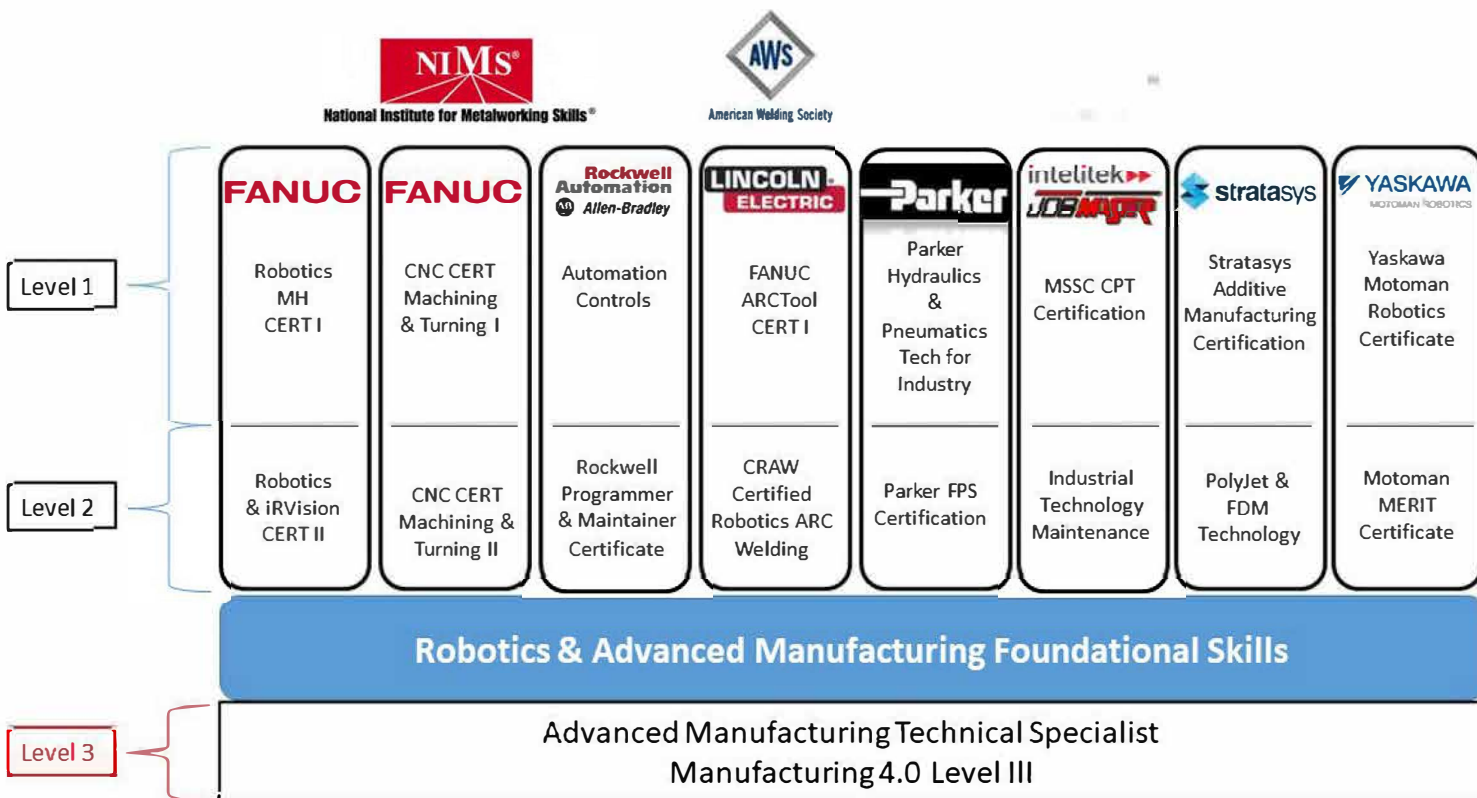 NIMS®
National Institute for Metalworking Skills®
AWS
American Welding Society
Level 1
FANUC
Robotics
MH
CERT I
FANUC
CNC CERT
Machining
& Turning I
Rockwell
Automation
AB Allen-Bradley
Automation
Controls
LINCOLN
ELECTRIC
FANUC
ARCTool
CERT I
Parker
Parker
Hydraulics
&
Pneumatics
Tech for
Industry
intelitek
JOBMASTER
MSSC CPT
Certification
stratasys
Stratasys
Additive
Manufacturing
Certification
YASKAWA
MOTOMAN ROBOTICS
Yaskawa
Motoman
Robotics
Certificate
Level 2
Robotics
& iRVision
CERT II
CNC CERT
Machining &
Turning II
Rockwell
Programmer
& Maintainer
Certificate
CRAW
Certified
Robotics ARC
Welding
Parker FPS
Certification
Industrial
Technology
Maintenance
PolyJet &
FDM
Technology
Motoman
MERIT
Certificate
Robotics & Advanced Manufacturing Foundational Skills
Level 3
Advanced Manufacturing Technical Specialist
Manufacturing 4.0 Level III